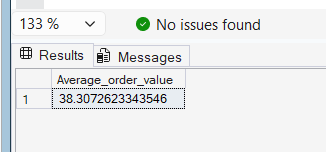 133 %
No issues found
Results Messages
Average_order_value
1 38.3072623343546